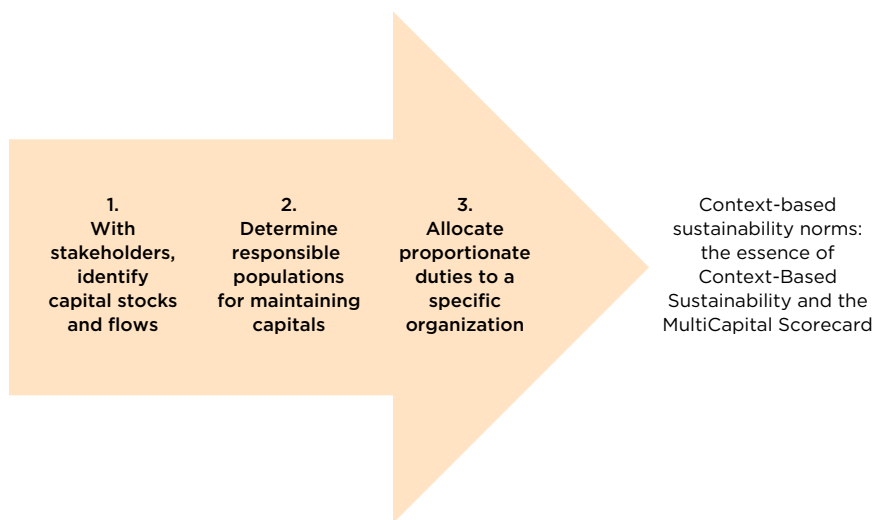 1.
With
stakeholders,
identify
capital stocks
and flows
2.
Determine
responsible
populations
for maintaining
capitals
3.
Allocate
proportionate
duties to a
specific
organization
Context-based
sustainability norms:
the essence of
Context-Based
Sustainability and the
MultiCapital Scorecard